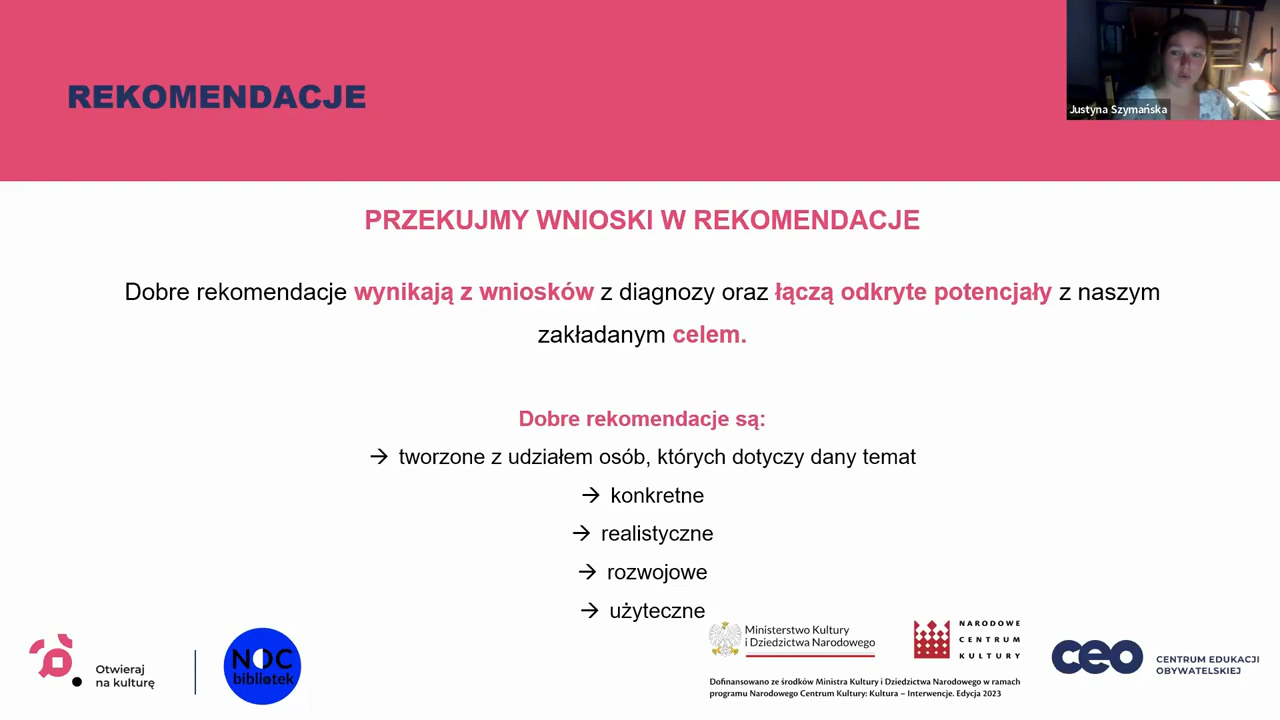 REKOMENDACJE
Justyna Szymańska
PRZEKUJMY WNIOSKI W REKOMENDACJE
Dobre rekomendacje wynikają z wniosków z diagnozy oraz łączą odkryte potencjały z naszym
zakładanym celem.
Dobre rekomendacje są:
→ tworzone z udziałem osób, których dotyczy dany temat
→ konkretne
→ realistyczne
→ rozwojowe
→ użyteczne
Otwieraj
na kulturę
NOC
bibliotek
Ministerstwo Kultury
i Dziedzictwa Narodowego
NARODOWE
CENTRUM
KULTURY
Dofinansowano ze środków Ministra Kultury i Dziedzictwa Narodowego w ramach
programu Narodowego Centrum Kultury: Kultura – Interwencje. Edycja 2023
ceo
CENTRUM EDUKACJI
OBYWATELSKIEJ